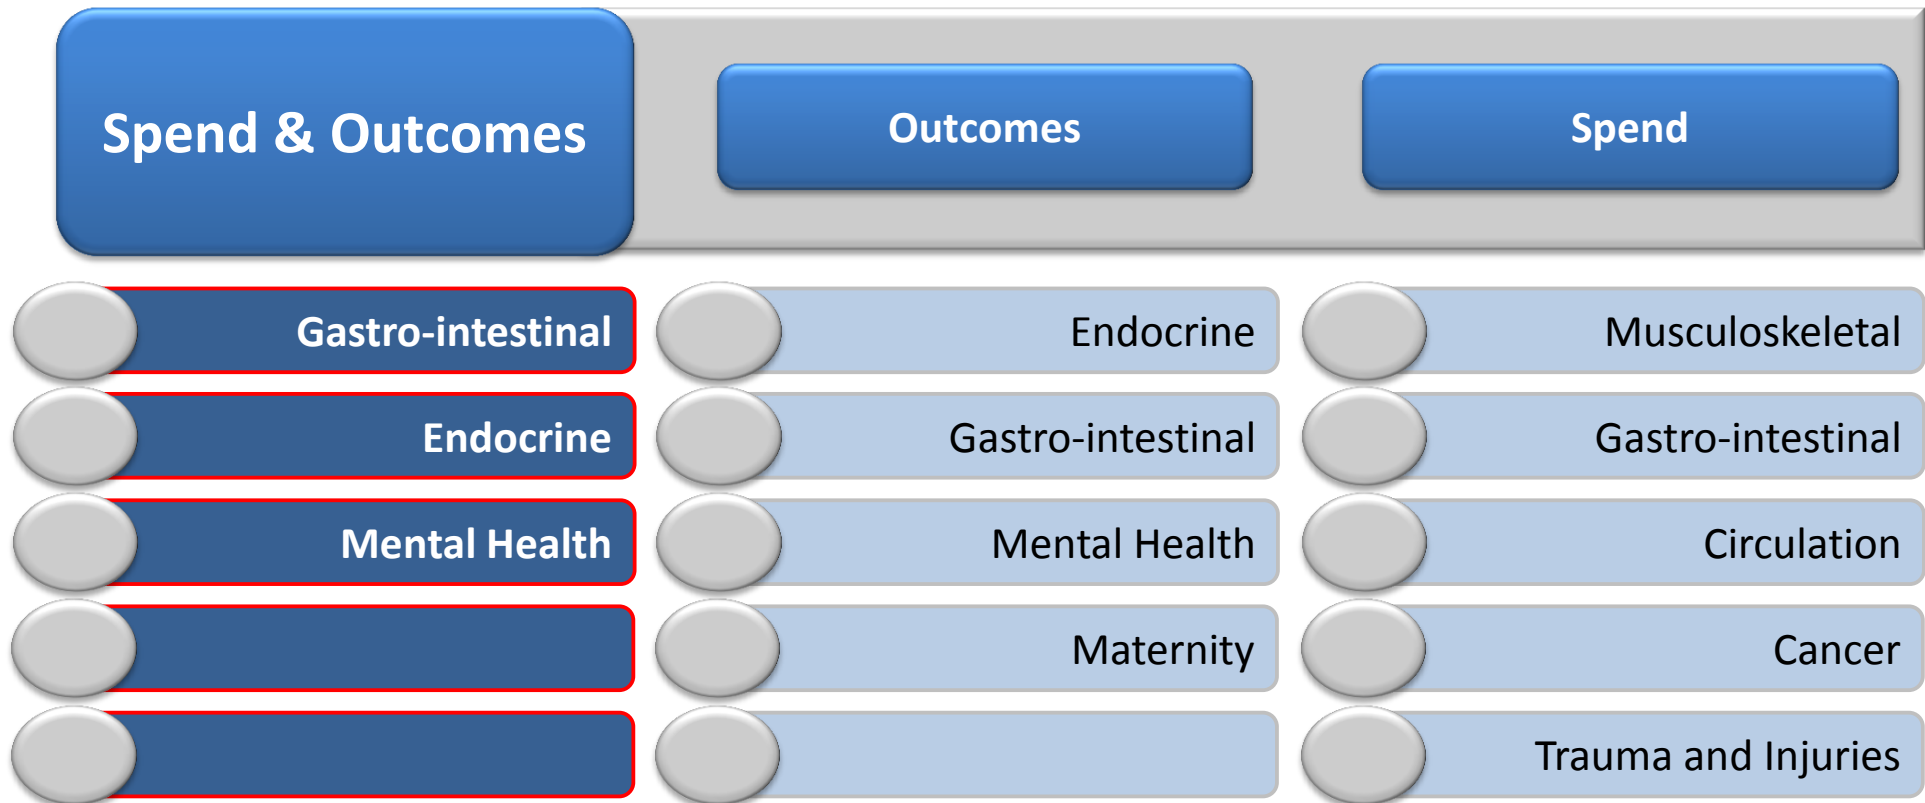 Spend & Outcomes
Outcomes
Spend
Gastro-intestinal
Endocrine
Musculoskeletal
Endocrine
Gastro-intestinal
Gastro-intestinal
Mental Health
Mental Health
Circulation
Maternity
Cancer
Trauma and Injuries